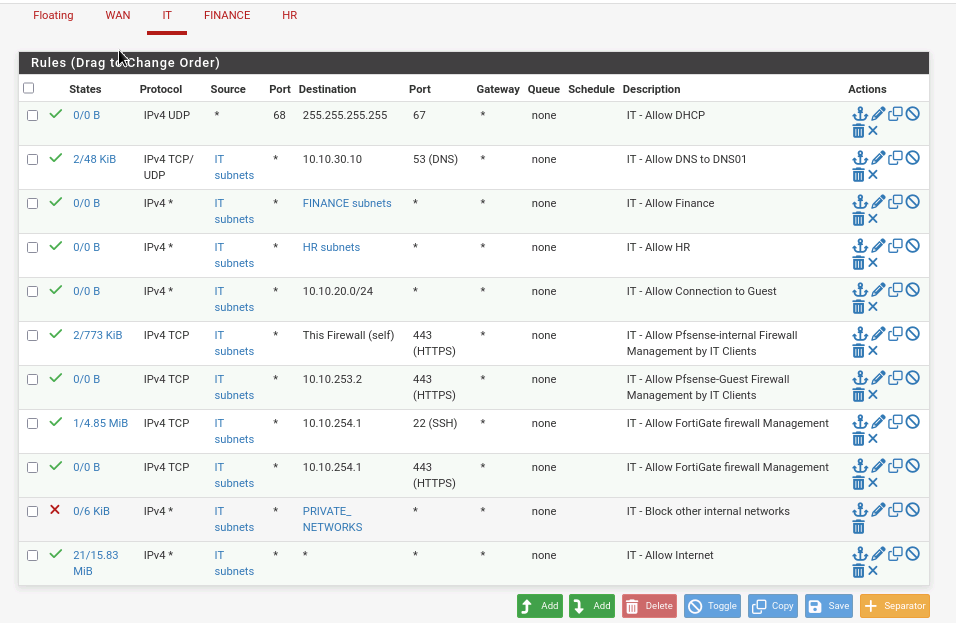 Floating WAN IT FINANCE HR
Rules (Drag to Change Order)
States Protocol Source Port Destination Port Gateway Queue Schedule Description Actions
0/0 B IPv4 UDP * 68 255.255.255.255 67 * none IT - Allow DHCP
2/48 KiB IPv4 TCP/ IT * 10.10.30.10 53 (DNS) * none IT - Allow DNS to DNS01
UDP subnets
0/0 B IPv4 * IT * FINANCE subnets * * none IT - Allow Finance
subnets
0/0 B IPv4 * IT * HR subnets * * none IT - Allow HR
subnets
0/0 B IPv4 * IT * 10.10.20.0/24 * * none IT - Allow Connection to Guest
subnets
2/773 KiB IPv4 TCP IT * This Firewall (self) 443 * none IT - Allow Pfsense-internal Firewall
subnets (HTTPS) Management by IT Clients
0/0 B IPv4 TCP IT * 10.10.253.2 443 * none IT - Allow Pfsense-Guest Firewall
subnets (HTTPS) Management by IT Clients
1/4.85 MiB IPv4 TCP IT * 10.10.254.1 22 (SSH) * none IT - Allow FortiGate firewall Management
subnets
0/0 B IPv4 TCP IT * 10.10.254.1 443 * none IT - Allow FortiGate firewall Management
subnets (HTTPS)
0/6 KiB IPv4 * IT * PRIVATE_ * * none IT - Block other internal networks
subnets NETWORKS
21/15.83 IPv4 * IT * * * * none IT - Allow Internet
MiB subnets
Add Add Delete Toggle Copy Save Separator